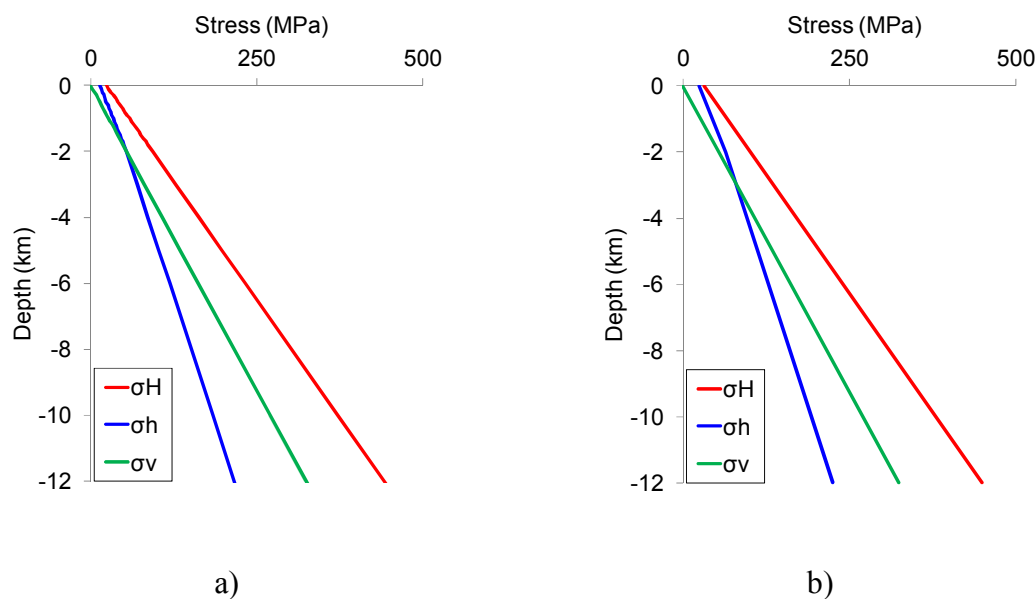 Stress (MPa)
0 250 500
0
-2
-4
-6
-8
-10
-12
Depth (km)
σH
σh
σv
a)
Stress (MPa)
0 250 500
0
-2
-4
-6
-8
-10
-12
Depth (km)
σH
σh
σv
b)